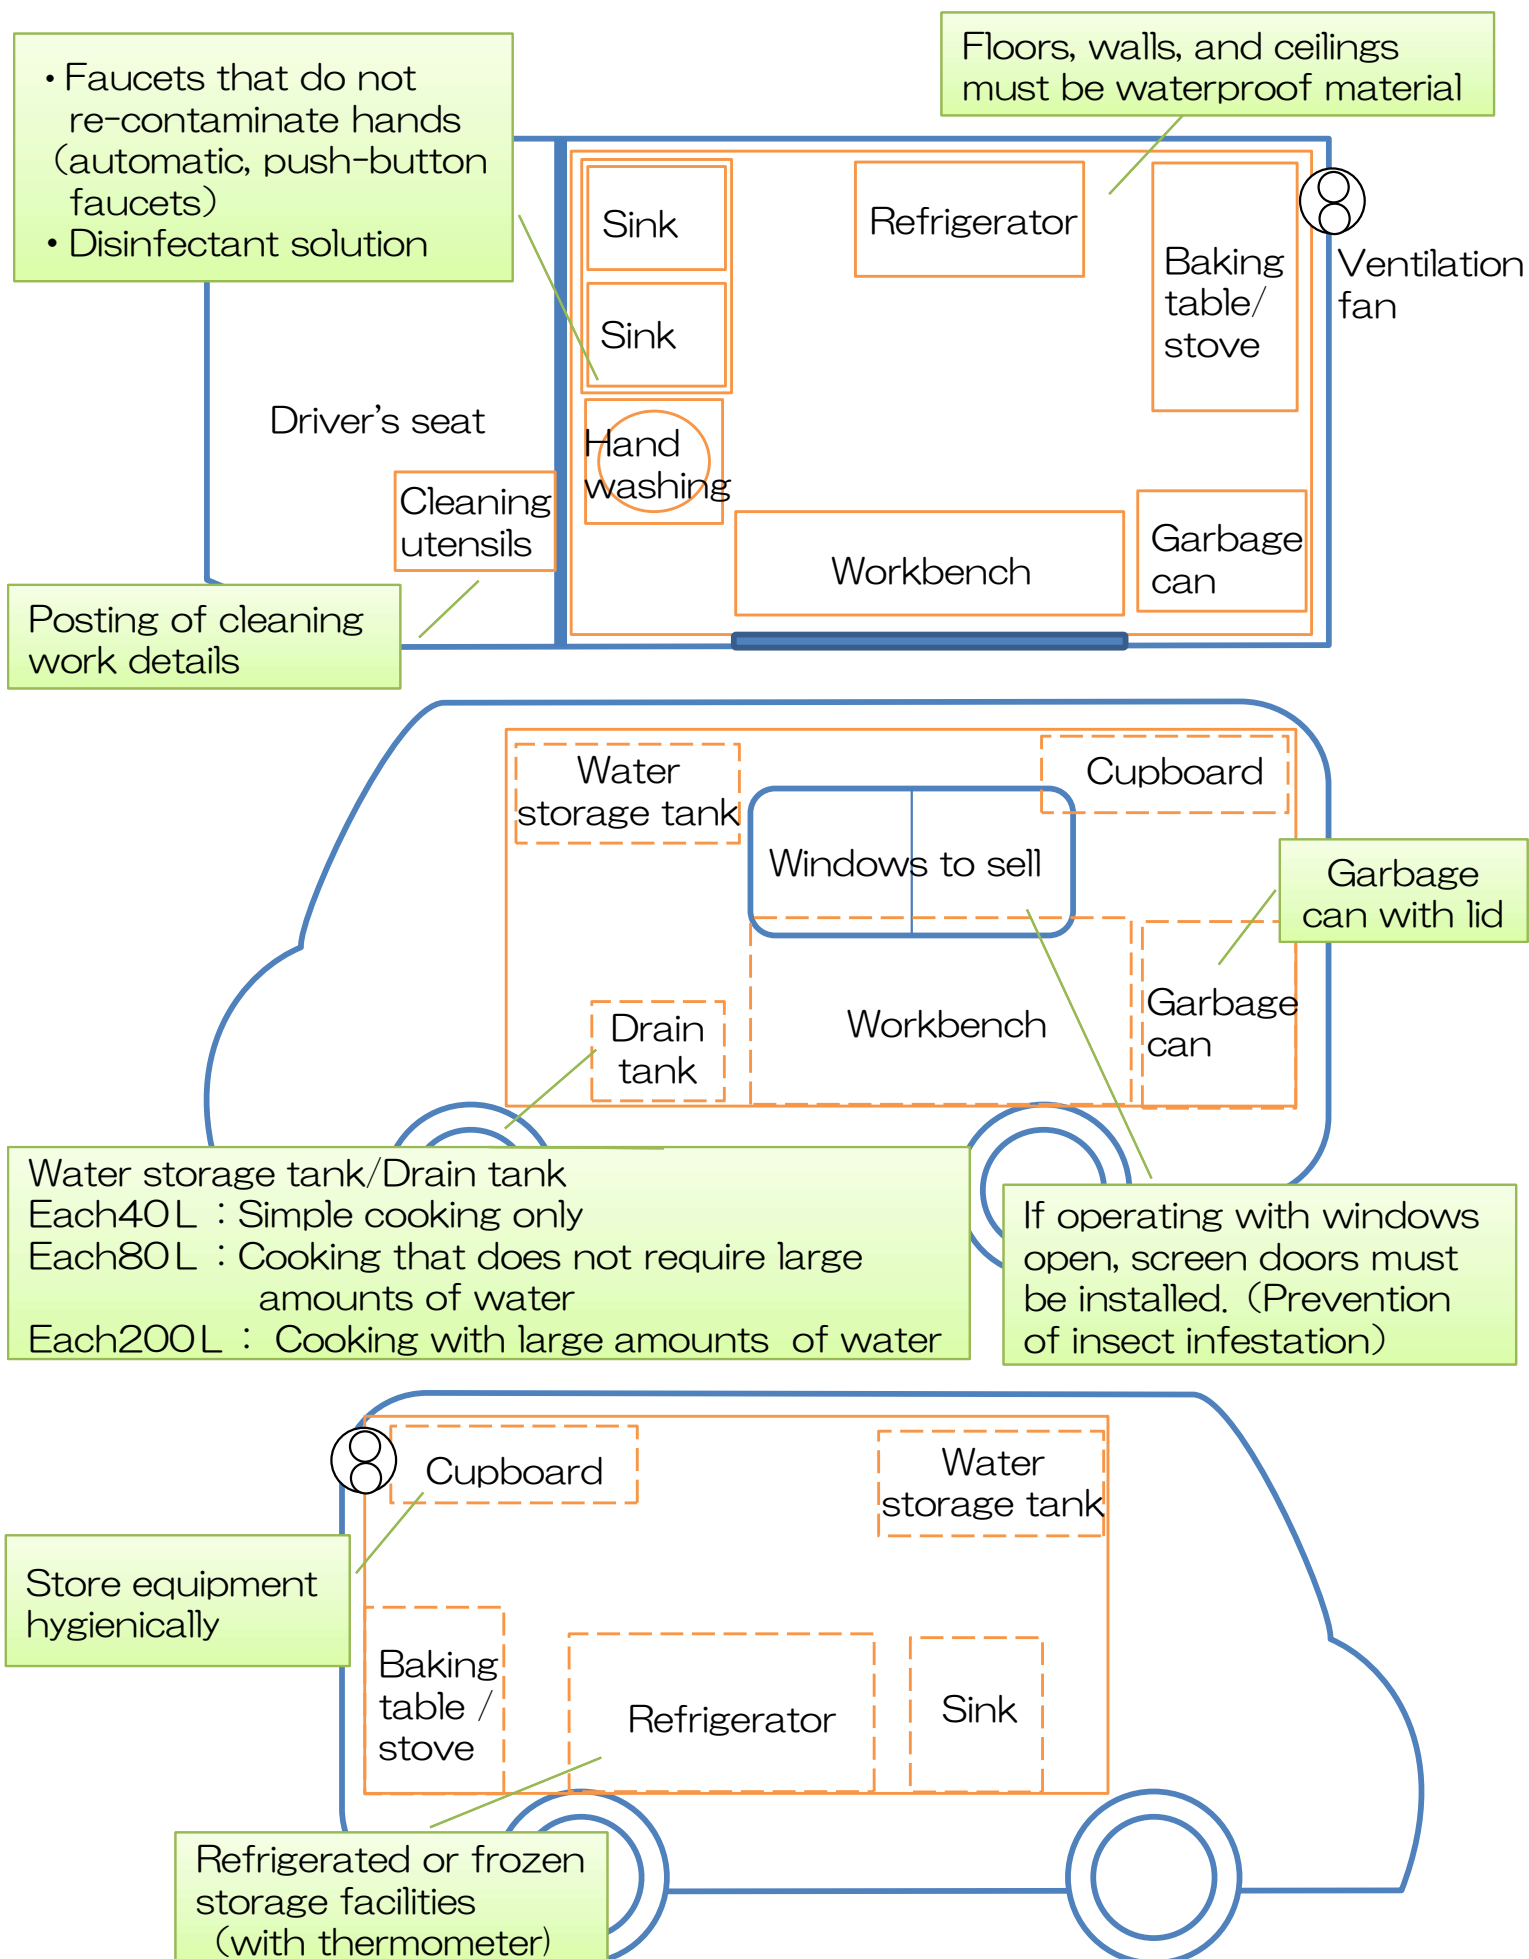 ・Faucets that do not
re-contaminate hands
(automatic, push-button
faucets)
・Disinfectant solution
Floors, walls, and ceilings
must be waterproof material
Sink
Refrigerator
Baking
table/
stove
Ventilation
fan
Sink
Driver's seat
Hand
washing
Cleaning
utensils
Workbench
Garbage
can
Posting of cleaning
work details
Water
storage tank
Cupboard
Windows to sell
Garbage
can with lid
Drain
tank
Workbench
Garbage
can
Water storage tank/Drain tank
Each40L：Simple cooking only
Each80L：Cooking that does not require large
amounts of water
Each200L： Cooking with large amounts of water
If operating with windows
open, screen doors must
be installed.（Prevention
of insect infestation）
Cupboard
Water
storage tank
Store equipment
hygienically
Baking
table /
stove
Refrigerator
Sink
Refrigerated or frozen
storage facilities
（with thermometer)